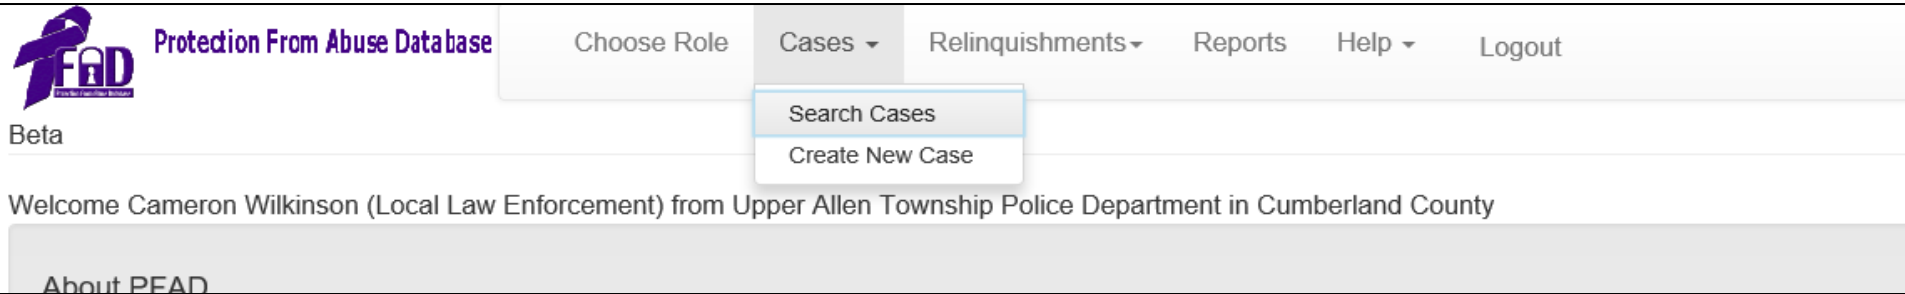 PFAD
Protection From Abuse Database
Choose Role
Cases
Relinquishments
Reports
Help
Logout
Search Cases
Beta
Create New Case
Welcome Cameron Wilkinson (Local Law Enforcement) from Upper Allen Township Police Department in Cumberland County
About PFAD